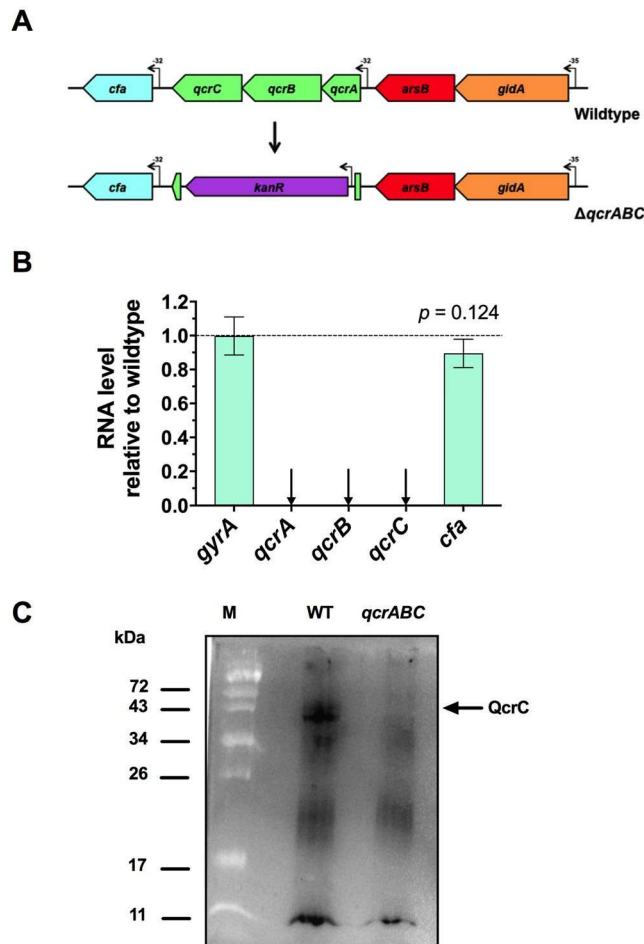 A
-32 -32 -35
cfa qcrC qcrB qcrA arsB gidA
Wildtype
-32 -35
cfa kanR arsB gidA
ΔqcrABC
B
p = 0.124
RNA level
relative to wildtype
1.2
1.0
0.8
0.6
0.4
0.2
0.0
gyrA qcrA qcrB qcrC cfa
C
M WT qcrABC
kDa
72
43
QcrC
34
26
17
11